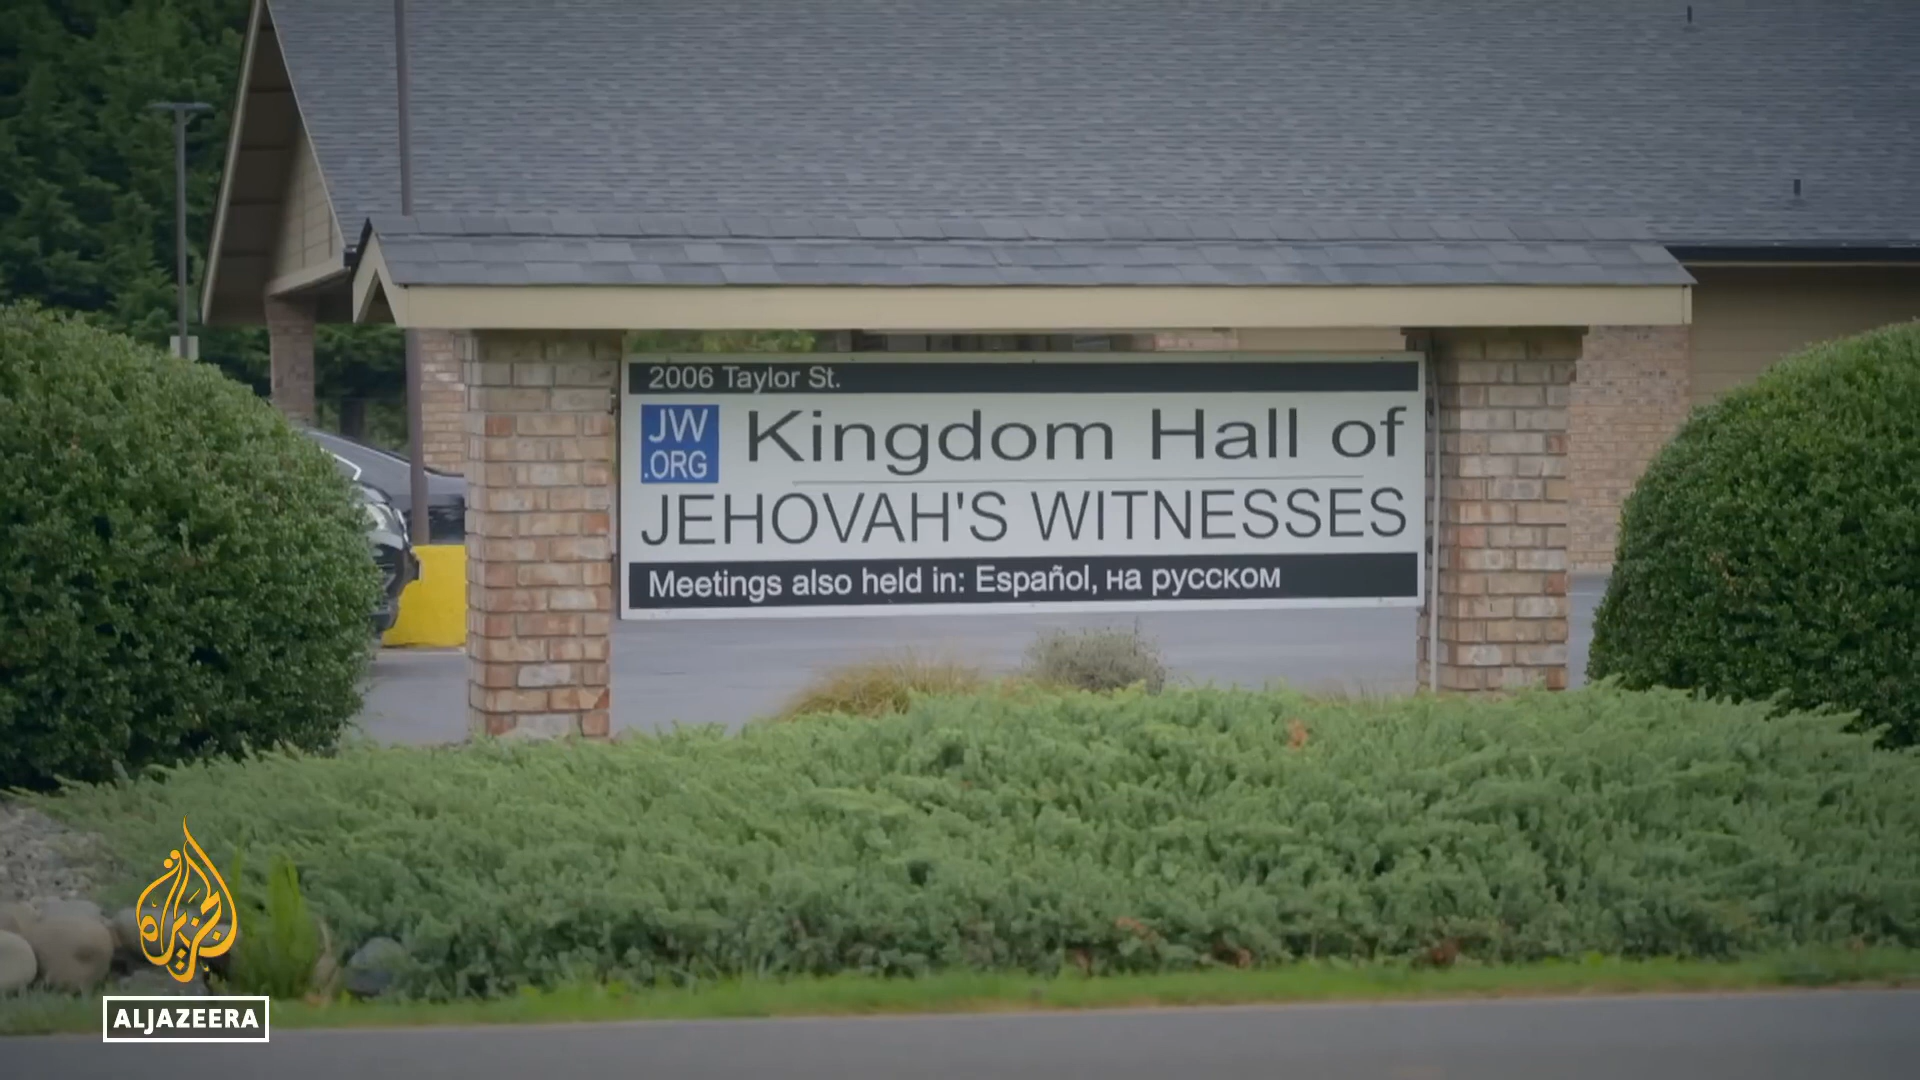 2006 Taylor St.
JW
.ORG
Kingdom Hall of
JEHOVAH'S WITNESSES
Meetings also held in: Español, на русском
الجزيرة
ALJAZEERA